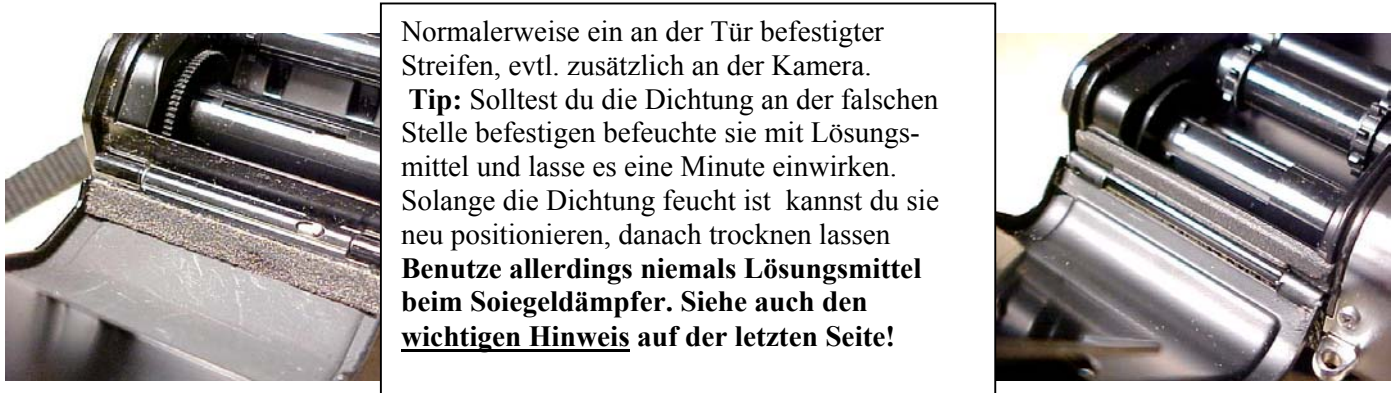 Normalerweise ein an der Tür befestigter
Streifen, evtl. zusätzlich an der Kamera.
Tip: Solltest du die Dichtung an der falschen
Stelle befestigen befeuchte sie mit Lösungs-
mittel und lasse es eine Minute einwirken.
Solange die Dichtung feucht ist kannst du sie
neu positionieren, danach trocknen lassen
Benutze allerdings niemals Lösungsmittel
beim Soiegeldämpfer. Siehe auch den
wichtigen Hinweis auf der letzten Seite!